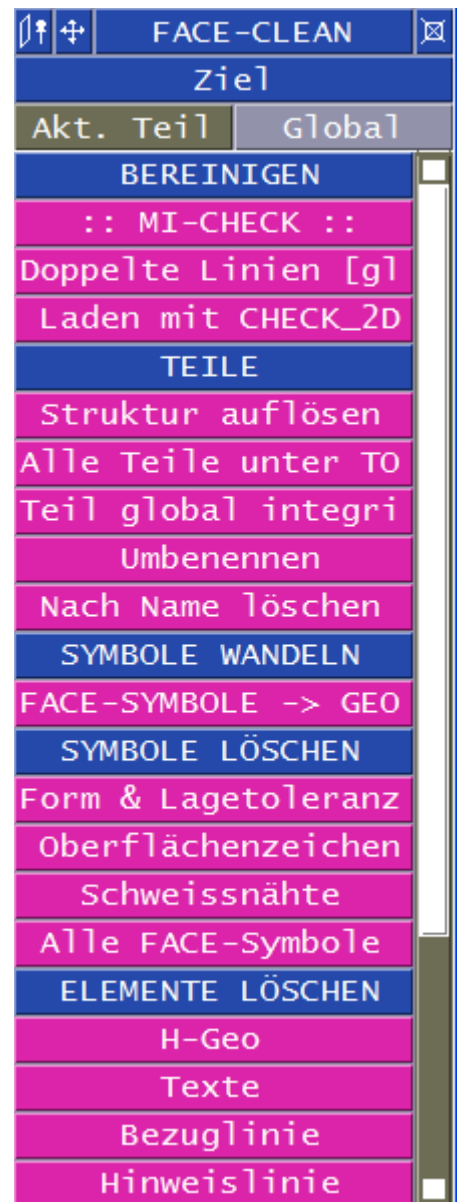 FACE-CLEAN
Ziel
Akt. Teil Global
BEREINIGEN
:: MI-CHECK ::
Doppelte Linien [gl
Laden mit CHECK_2D
TEILE
Struktur auflösen
Alle Teile unter TO
Teil global integri
Umbenennen
Nach Name löschen
SYMBOLE WANDELN
FACE-SYMBOLE -> GEO
SYMBOLE LÖSCHEN
Form & Lagetoleranz
Oberflächenzeichen
Schweissnähte
Alle FACE-Symbole
ELEMENTE LÖSCHEN
H-Geo
Texte
Bezuglinie
Hinweislinie